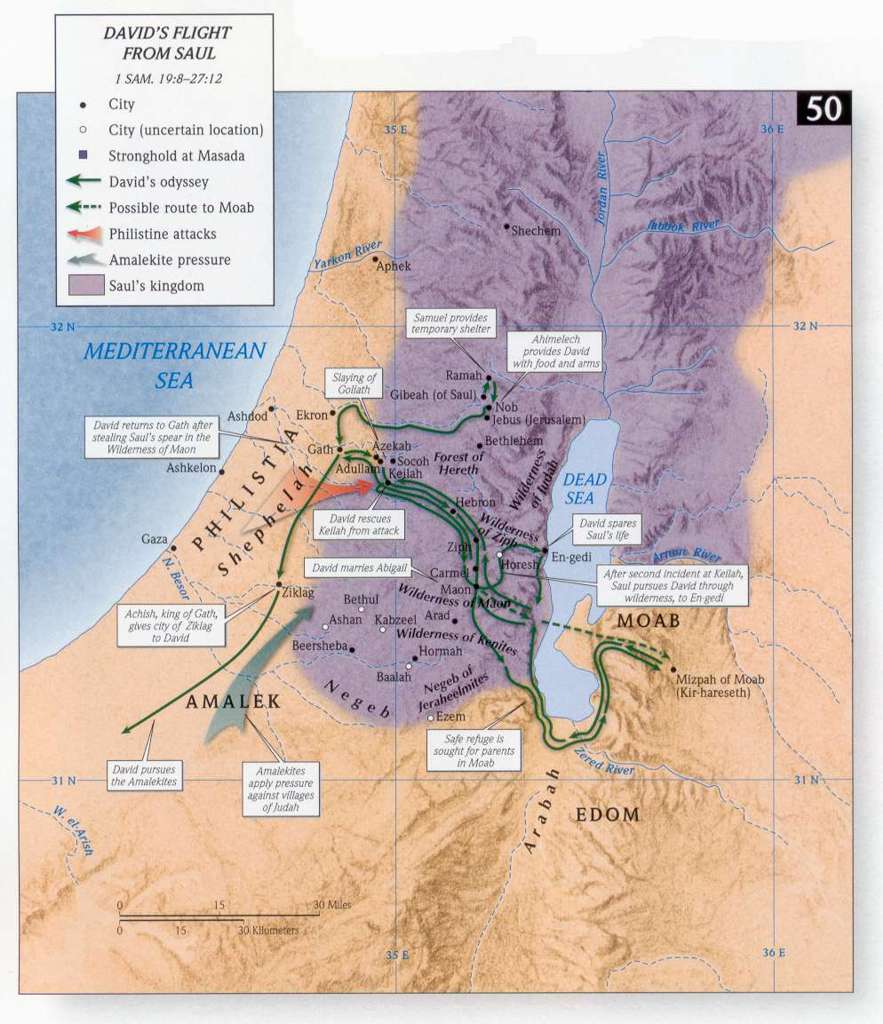 DAVID'S FLIGHT
FROM SAUL
1 SAM. 19:8–27:12
City
City (uncertain location)
Stronghold at Masada
David's odyssey
Possible route to Moab
Philistine attacks
Amalekite pressure
Saul's kingdom
50
35 E
36 E
Jordan River
Shechem
Jabbok River
Yarkon River
Aphek
32 N
32 N
MEDITERRANEAN
SEA
Samuel provides
temporary shelter
Ahimelech
provides David
with food and arms
Slaying of
Goliath
Ramah
Gibeah (of Saul)
Nob
Jebus (Jerusalem)
Ashdod
Ekron
David returns to Gath after
stealing Saul's spear in the
Wilderness of Maon
Bethlehem
Gath
Azekah
Adullam
Socoh
Keilah
Forest of
Hereth
Wilderness
of Judah
Ashkelon
DEAD
SEA
PHILISTIA
Shephelah
Hebron
David rescues
Keilah from attack
Wilderness
of Ziph
David spares
Saul's life
Gaza
Ziph
En-gedi
Arnon River
N. Besor
David marries Abigail
Horesh
Carmel
After second incident at Keilah,
Saul pursues David through
wilderness, to En-gedi
Ziklag
Maon
Wilderness of Maon
Bethul
Achish, king of Gath,
gives city of Ziklag
to David
Ashan
Kabzeel
Arad
MOAB
Wilderness of Kenites
Beersheba
Hormah
Baalah
Mizpah of Moab
(Kir-hareseth)
Negeb
Negeb of
Jeraheelmites
AMALEK
Ezem
Safe refuge is
sought for parents
in Moab
Zered River
David pursues
the Amalekites
Amalekites
apply pressure
against villages
of Judah
31 N
31 N
Arabah
EDOM
W. el-Arish
0 15 30 Miles
0 15 30 Kilometers
35 E
36 E